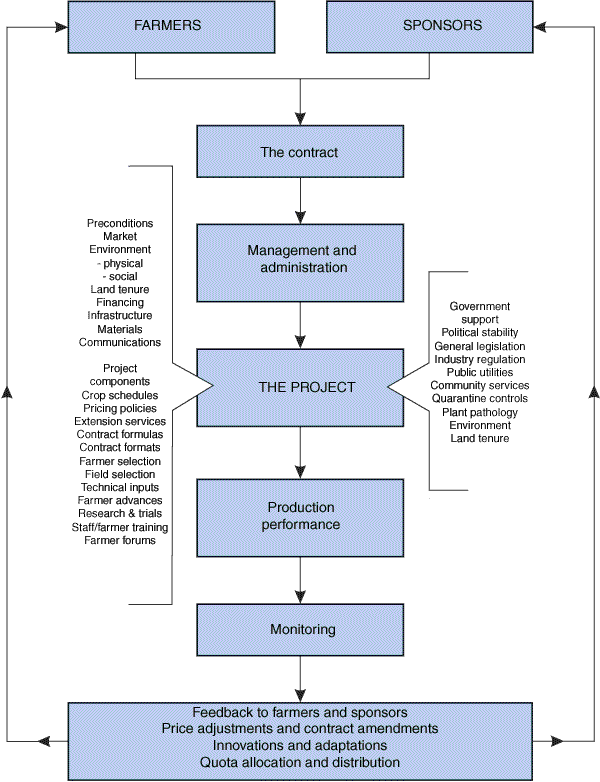 FARMERS
SPONSORS
The contract
Management and
administration
Preconditions
Market
Environment
- physical
- social
Land tenure
Financing
Infrastructure
Materials
Communications
Project
components
Crop schedules
Pricing policies
Extension services
Contract formulas
Contract formats
Farmer selection
Field selection
Technical inputs
Farmer advances
Research & trials
Staff/farmer training
Farmer forums
THE PROJECT
Government
support
Political stability
General legislation
Industry regulation
Public utilities
Community services
Quarantine controls
Plant pathology
Environment
Land tenure
Production
performance
Monitoring
Feedback to farmers and sponsors
Price adjustments and contract amendments
Innovations and adaptations
Quota allocation and distribution